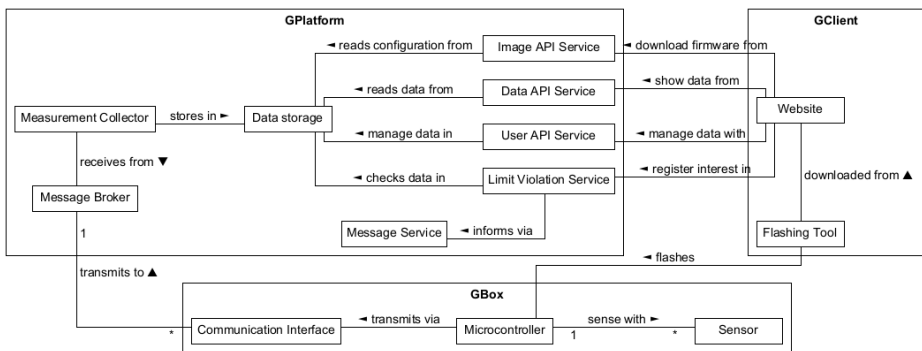 GPlatform
GClient
◄ reads configuration from
Image API Service
◄ download firmware from
◄ reads data from
Data API Service
◄ show data from
Measurement Collector
stores in ►
Data storage
Website
◄ manage data in
User API Service
◄ manage data with
receives from ▼
◄ checks data in
Limit Violation Service
◄ register interest in
downloaded from ▲
Message Broker
1
Message Service
◄ informs via
Flashing Tool
◄ flashes
transmits to ▲
GBox
*
Communication Interface
◄ transmits via
Microcontroller
1
sense with ►
*
Sensor